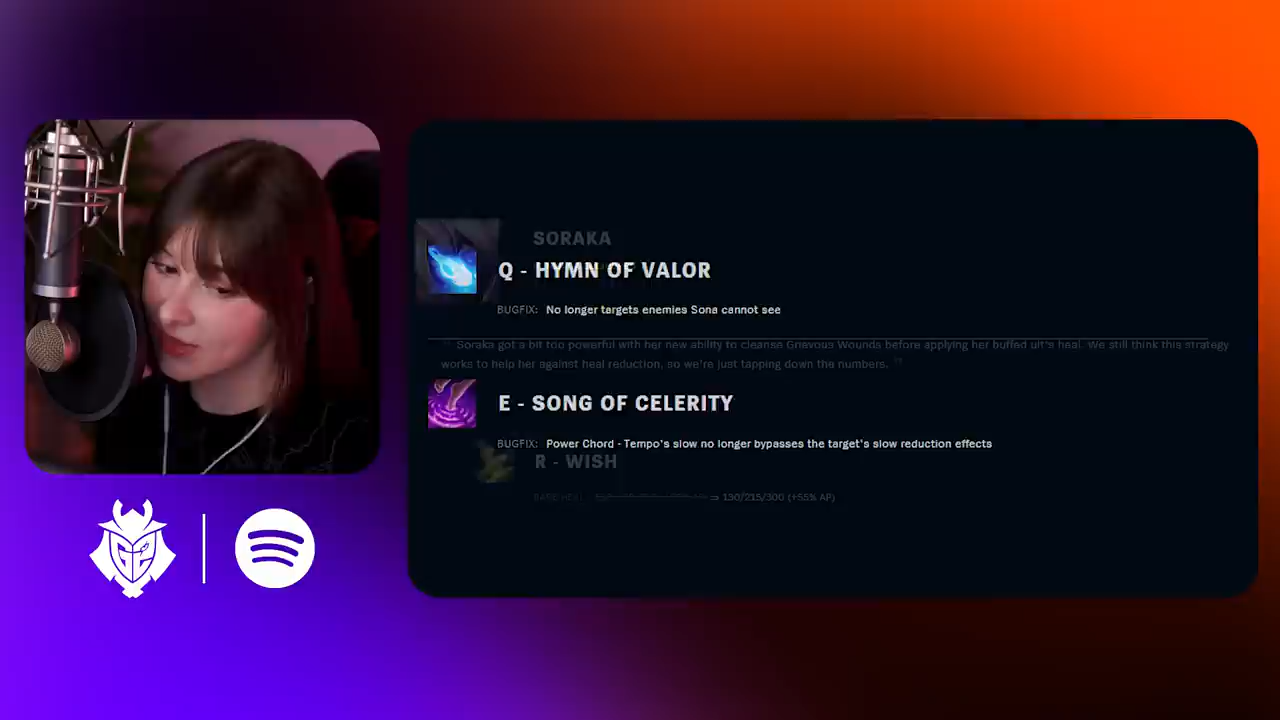 SORAKA
Q - HYMN OF VALOR
BUGFIX: No longer targets enemies Sona cannot see
" Soraka got a bit too powerful with her new ability to cleanse Grievous Wounds before applying her buffed ult's heal. We still think this strategy
works to help her against heal reduction, so we're just tapping down the numbers. "
E - SONG OF CELERITY
BUGFIX: Power Chord - Tempo's slow no longer bypasses the target's slow reduction effects
R - WISH
⇒ 130/215/300 (+55% AP)
G2